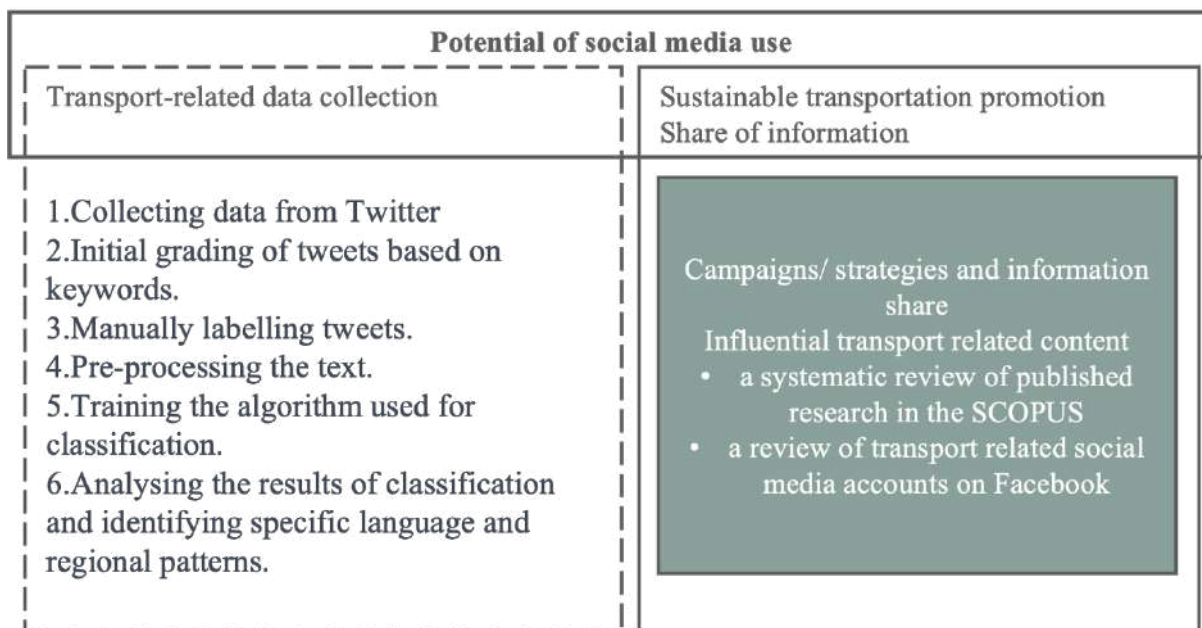 Potential of social media use
Transport-related data collection
Sustainable transportation promotion
Share of information
1.Collecting data from Twitter
2.Initial grading of tweets based on
keywords.
3.Manually labelling tweets.
4.Pre-processing the text.
5.Training the algorithm used for
classification.
6.Analysing the results of classification
and identifying specific language and
regional patterns.
Campaigns/ strategies and information
share
Influential transport related content
• a systematic review of published
research in the SCOPUS
• a review of transport related social
media accounts on Facebook